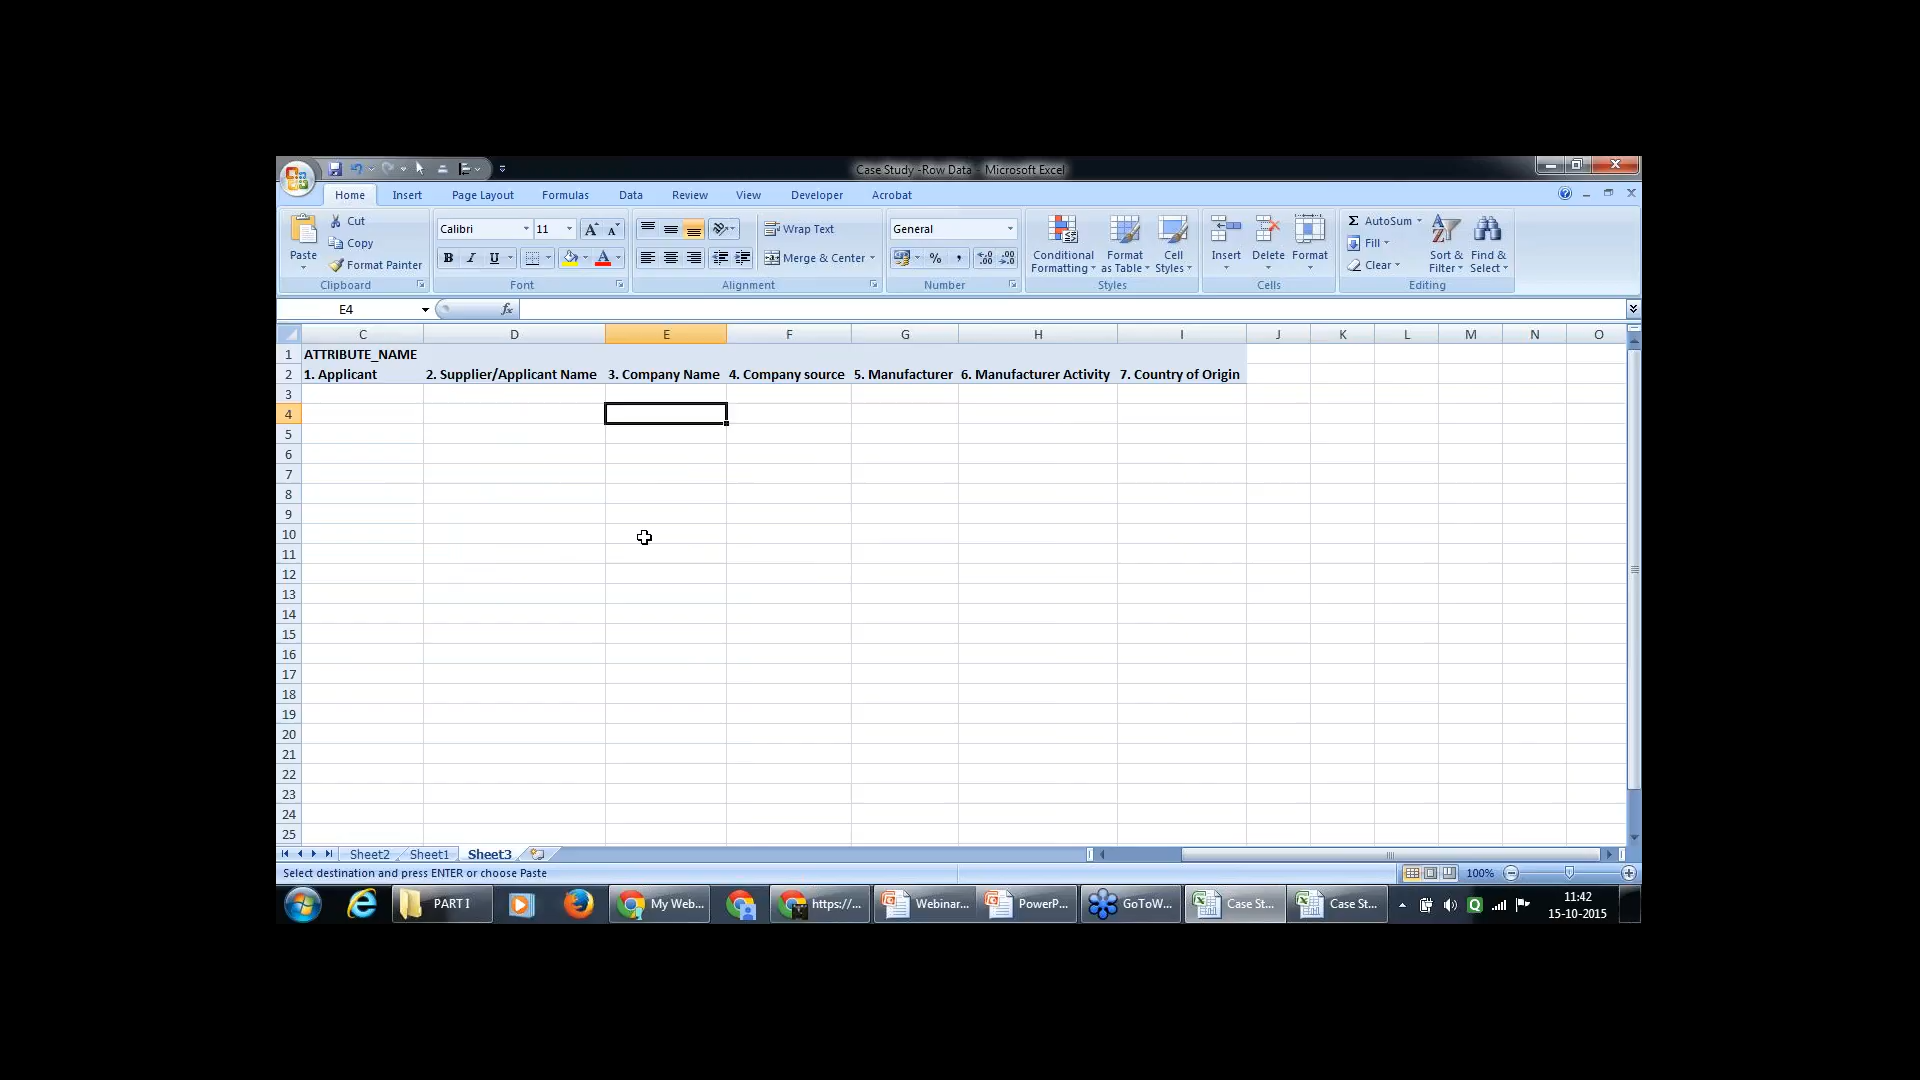 Case Study -Row Data - Microsoft Excel
Home Insert Page Layout Formulas Data Review View Developer Acrobat
Paste Cut Copy Format Painter
Calibri 11
B I U A
Wrap Text
Merge & Center
General
% ,
Conditional Formatting
Format as Table
Cell Styles
Insert Delete Format
Σ AutoSum
Fill
Clear
Sort & Filter
Find & Select
Clipboard Font Alignment Number Styles Cells Editing
E4 fx
C D E F G H I J K L M N O
1 ATTRIBUTE_NAME
2 1. Applicant 2. Supplier/Applicant Name 3. Company Name 4. Company source 5. Manufacturer 6. Manufacturer Activity 7. Country of Origin
3
4
5
6
7
8
9
10
11
12
13
14
15
16
17
18
19
20
21
22
23
24
25
Sheet2 Sheet1 Sheet3
Select destination and press ENTER or choose Paste 100%
PART I My Web... https://... Webinar... PowerP... GoToW... Case St... Case St... 11:42
15-10-2015